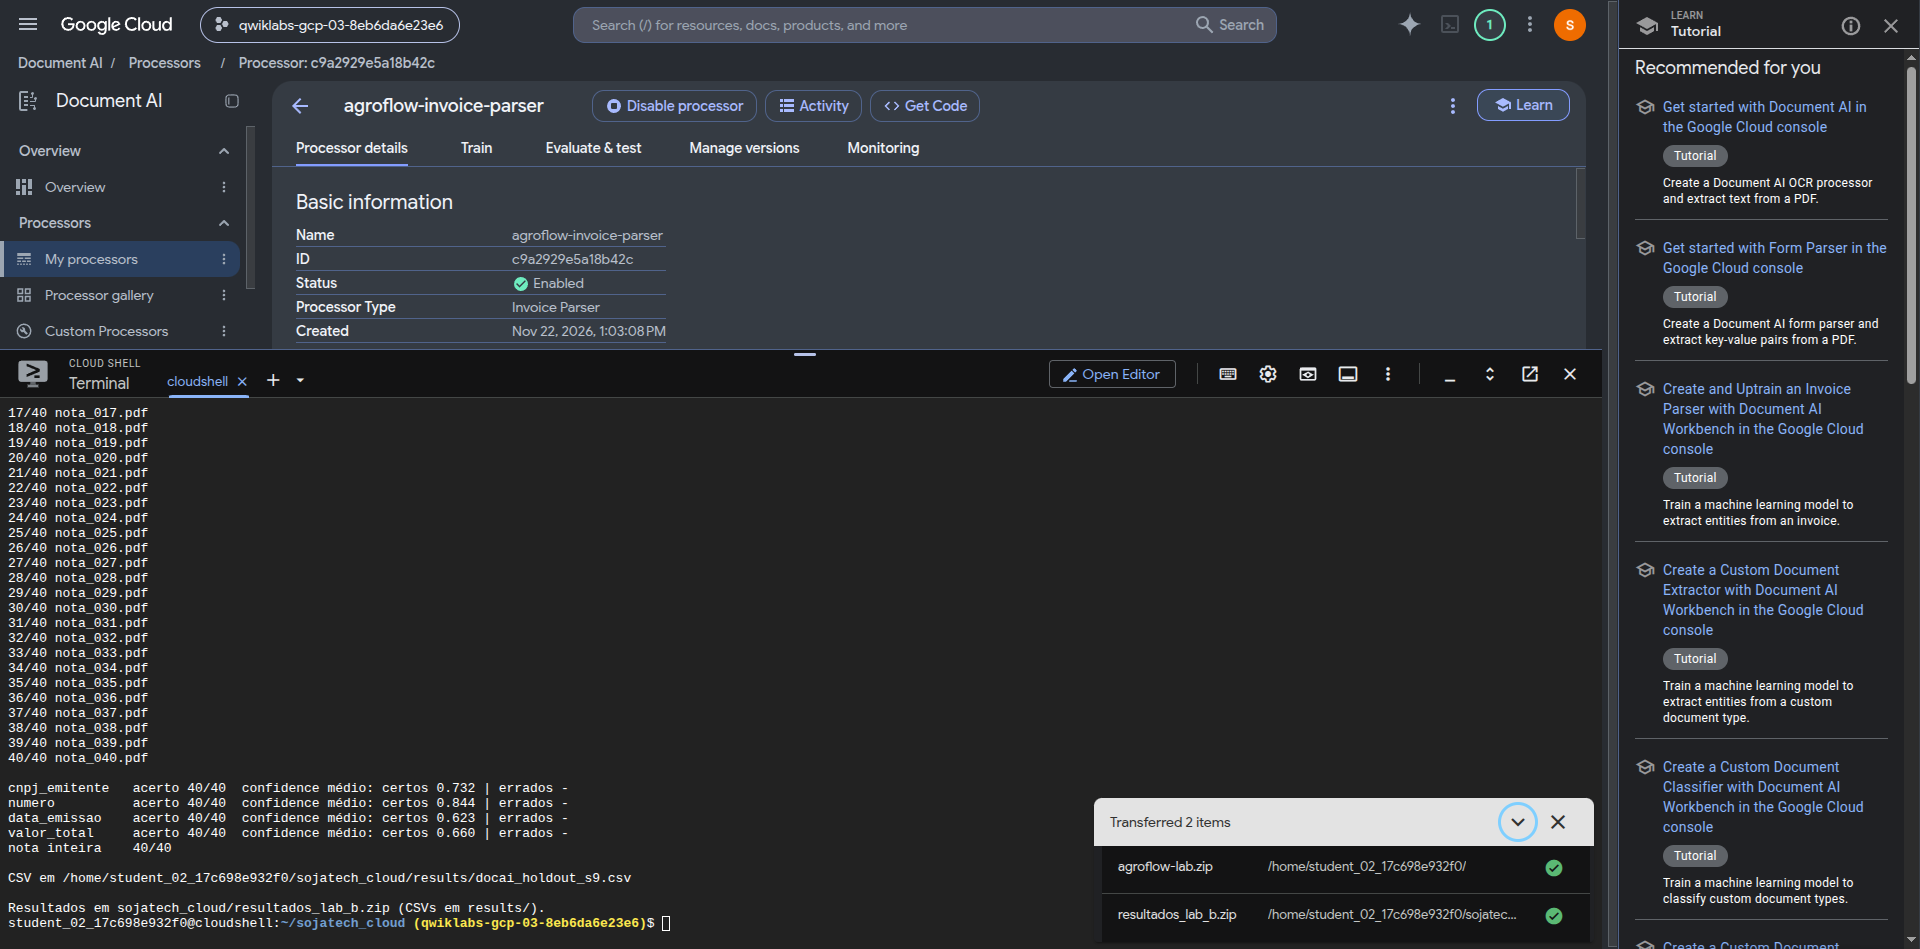 Google Cloud
qwiklabs-gcp-03-8eb6da6e23e6
Search (/) for resources, docs, products, and more
Search
1
S
Document AI / Processors / Processor: c9a2929e5a18b42c
Document AI
Overview
Overview
Processors
My processors
Processor gallery
Custom Processors
agroflow-invoice-parser
Disable processor
Activity
Get Code
Learn
Processor details
Train
Evaluate & test
Manage versions
Monitoring
Basic information
Name agroflow-invoice-parser
ID c9a2929e5a18b42c
Status Enabled
Processor Type Invoice Parser
Created Nov 22, 2026, 1:03:08 PM
CLOUD SHELL
Terminal
cloudshell
Open Editor
17/40 nota_017.pdf
18/40 nota_018.pdf
19/40 nota_019.pdf
20/40 nota_020.pdf
21/40 nota_021.pdf
22/40 nota_022.pdf
23/40 nota_023.pdf
24/40 nota_024.pdf
25/40 nota_025.pdf
26/40 nota_026.pdf
27/40 nota_027.pdf
28/40 nota_028.pdf
29/40 nota_029.pdf
30/40 nota_030.pdf
31/40 nota_031.pdf
32/40 nota_032.pdf
33/40 nota_033.pdf
34/40 nota_034.pdf
35/40 nota_035.pdf
36/40 nota_036.pdf
37/40 nota_037.pdf
38/40 nota_038.pdf
39/40 nota_039.pdf
40/40 nota_040.pdf
cnpj_emitente   acerto 40/40  confidence médio: certos 0.732 | errados -
numero          acerto 40/40  confidence médio: certos 0.844 | errados -
data_emissao    acerto 40/40  confidence médio: certos 0.623 | errados -
valor_total     acerto 40/40  confidence médio: certos 0.660 | errados -
nota inteira    40/40
CSV em /home/student_02_17c698e932f0/sojatech_cloud/results/docai_holdout_s9.csv
Resultados em sojatech_cloud/resultados_lab_b.zip (CSVs em results/).
student_02_17c698e932f0@cloudshell:~/sojatech_cloud (qwiklabs-gcp-03-8eb6da6e23e6)$
Transferred 2 items
agroflow-lab.zip /home/student_02_17c698e932f0/
resultados_lab_b.zip /home/student_02_17c698e932f0/sojatec...
LEARN
Tutorial
Recommended for you
Get started with Document AI in
the Google Cloud console
Tutorial
Create a Document AI OCR processor
and extract text from a PDF.
Get started with Form Parser in the
Google Cloud console
Tutorial
Create a Document AI form parser and
extract key-value pairs from a PDF.
Create and Uptrain an Invoice
Parser with Document AI
Workbench in the Google Cloud
console
Tutorial
Train a machine learning model to
extract entities from an invoice.
Create a Custom Document
Extractor with Document AI
Workbench in the Google Cloud
console
Tutorial
Train a machine learning model to
extract entities from a custom
document type.
Create a Custom Document
Classifier with Document AI
Workbench in the Google Cloud
console
Tutorial
Train a machine learning model to
classify custom document types.
Create a Custom Document